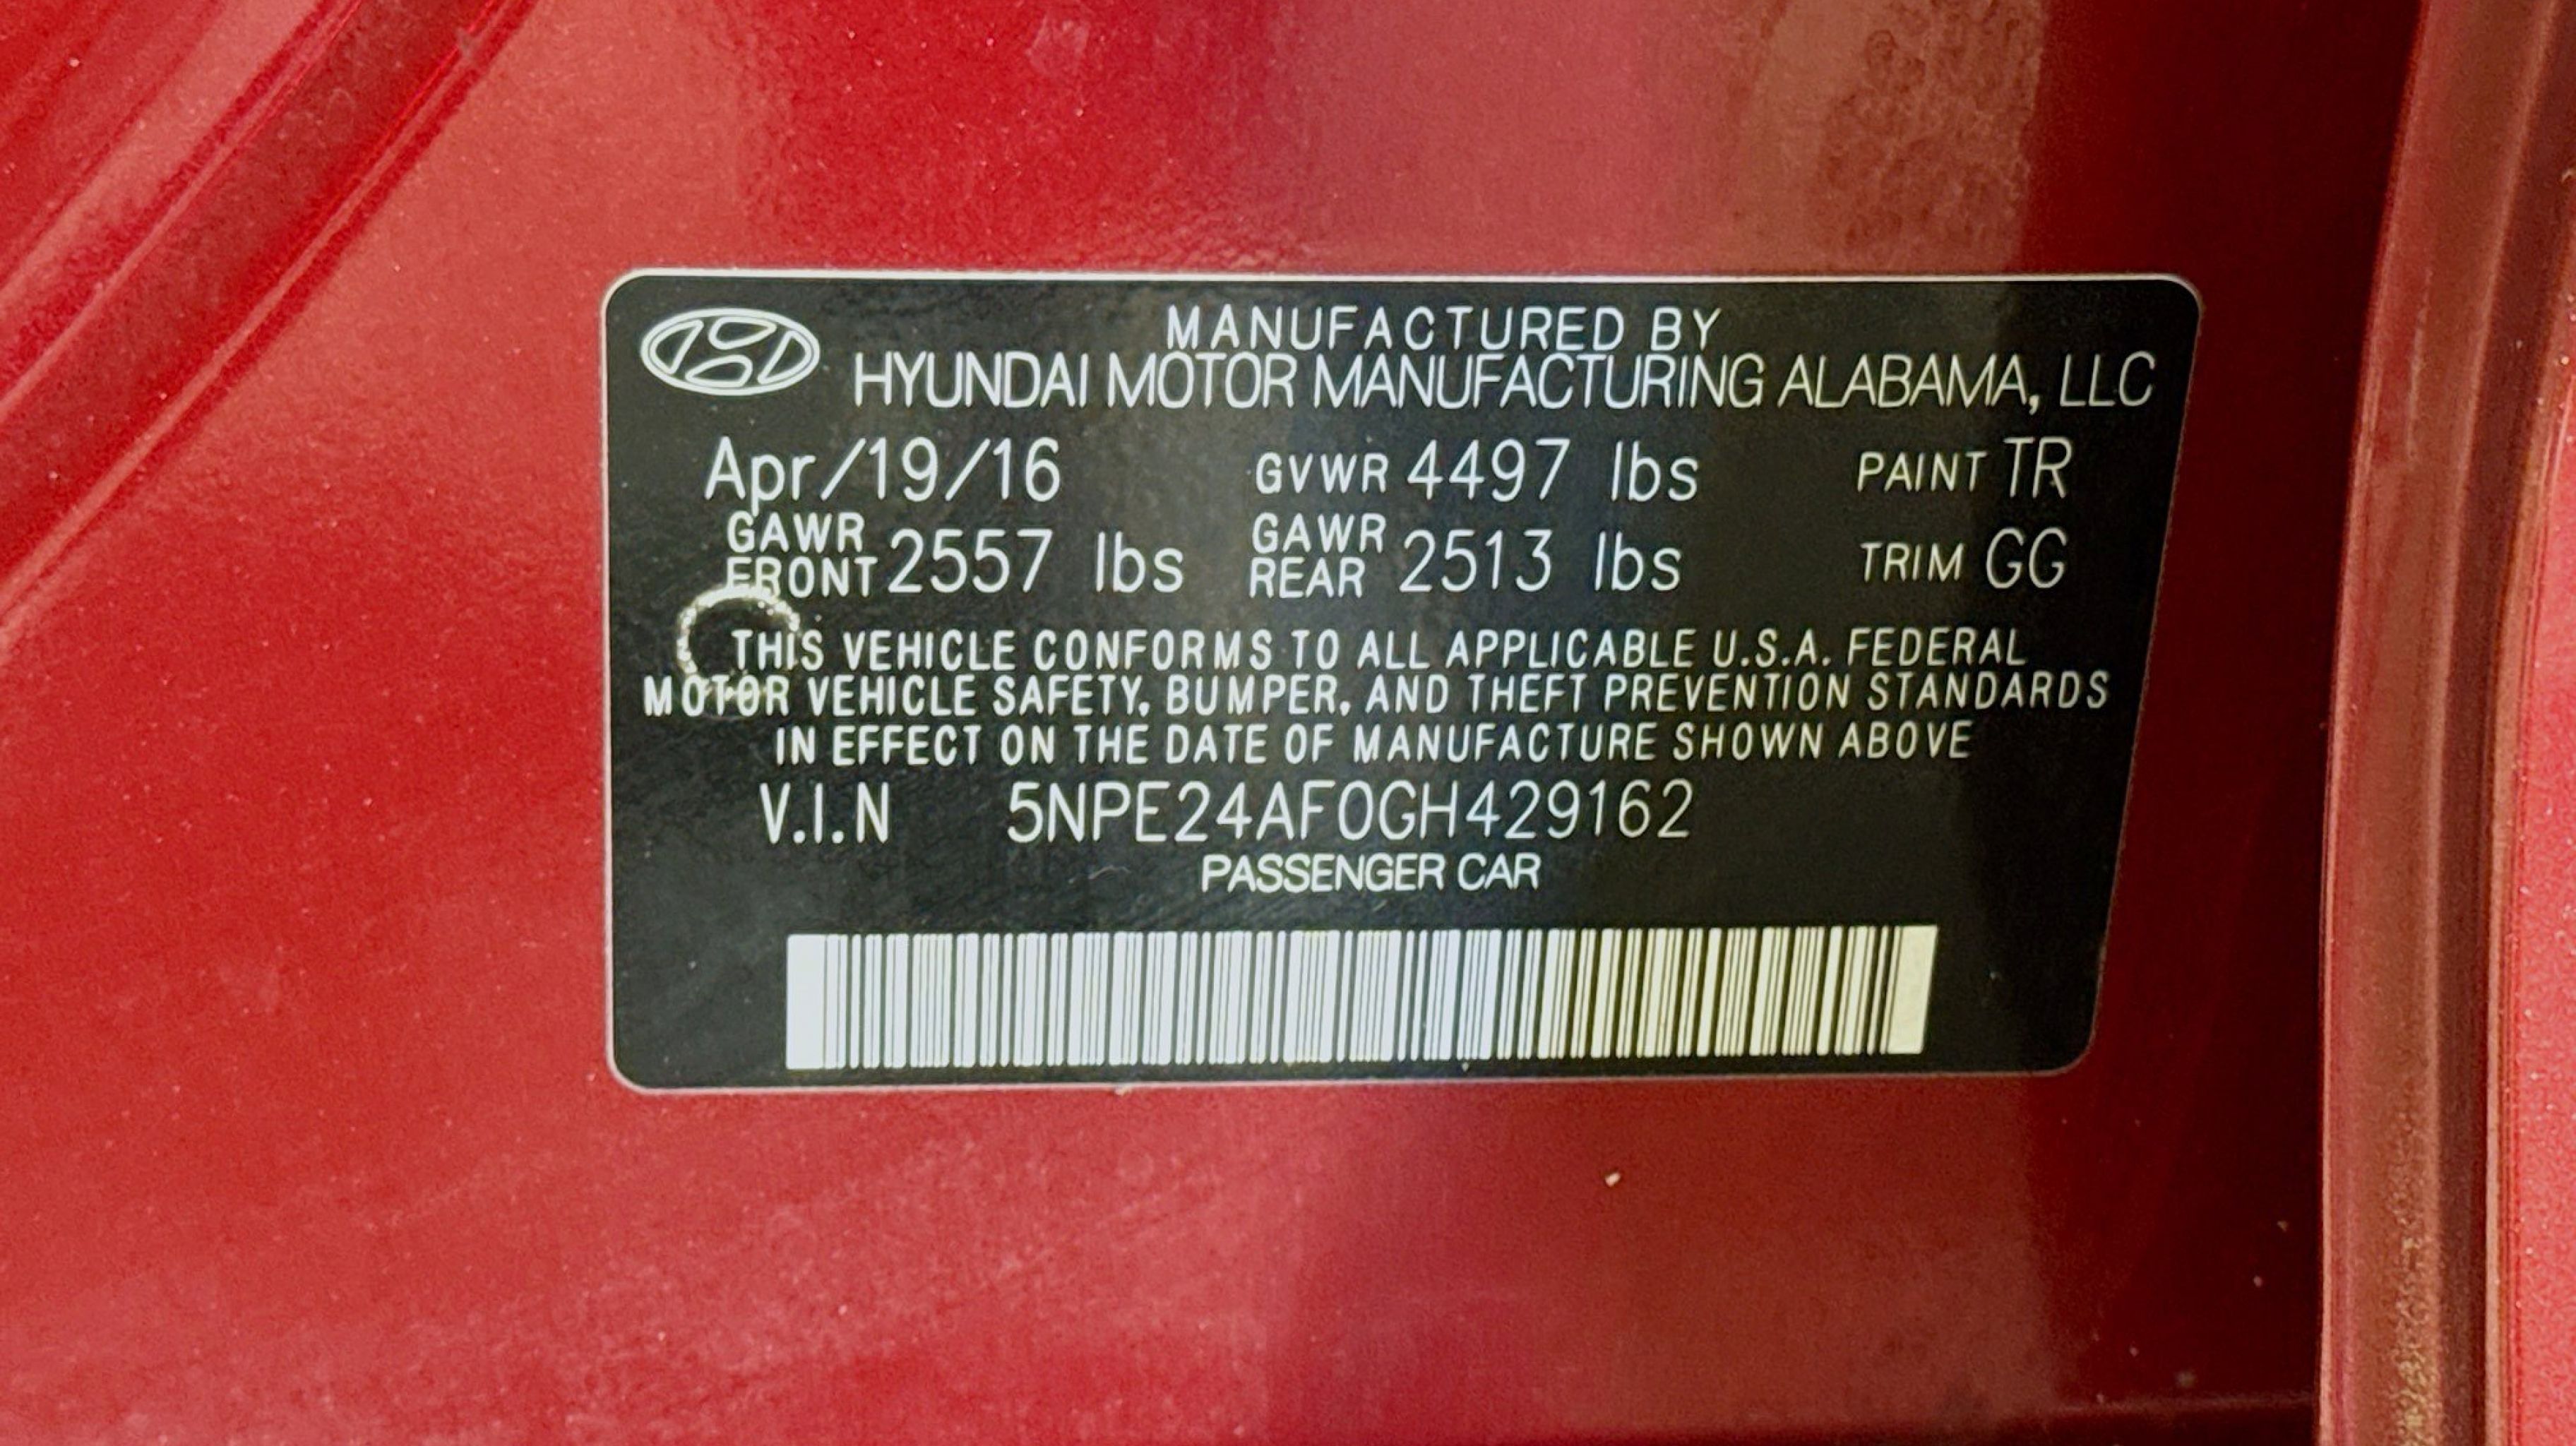 MANUFACTURED BY
HYUNDAI MOTOR MANUFACTURING ALABAMA, LLC
Apr/19/16 GVWR 4497 lbs PAINT TR
GAWR FRONT 2557 lbs GAWR REAR 2513 lbs TRIM GG
THIS VEHICLE CONFORMS TO ALL APPLICABLE U.S.A. FEDERAL
MOTOR VEHICLE SAFETY, BUMPER, AND THEFT PREVENTION STANDARDS
IN EFFECT ON THE DATE OF MANUFACTURE SHOWN ABOVE
V.I.N 5NPE24AF0GH429162
PASSENGER CAR